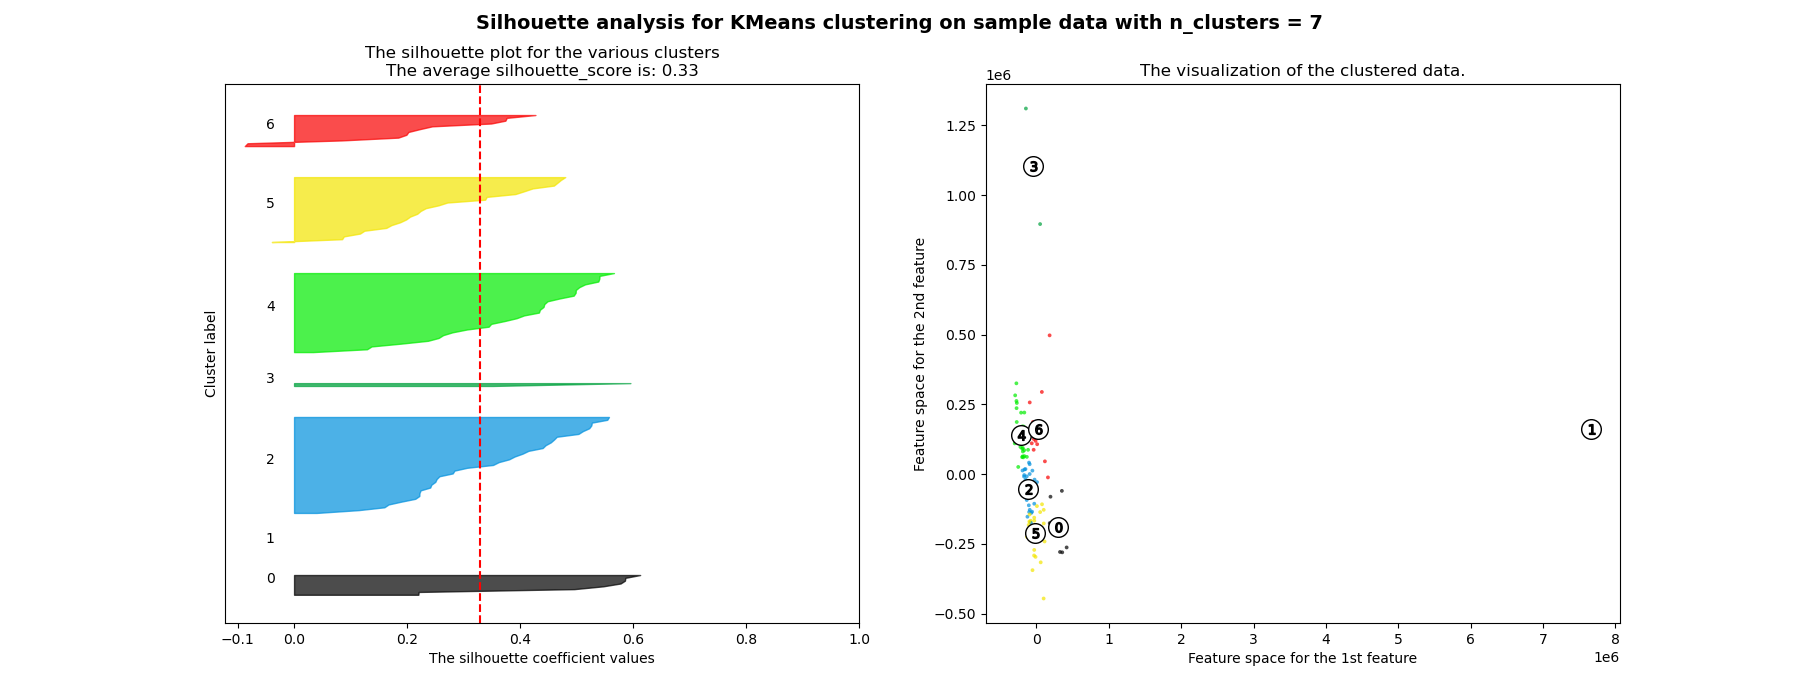 Silhouette analysis for KMeans clustering on sample data with n_clusters = 7
The silhouette plot for the various clusters
The average silhouette_score is: 0.33
6
5
4
3
2
1
0
Cluster label
−0.1 0.0 0.2 0.4 0.6 0.8 1.0
The silhouette coefficient values
The visualization of the clustered data.
1e6
1.25
1.00
0.75
0.50
0.25
0.00
−0.25
−0.50
Feature space for the 2nd feature
3
4 6
1
2
5 0
0 1 2 3 4 5 6 7 8
1e6
Feature space for the 1st feature